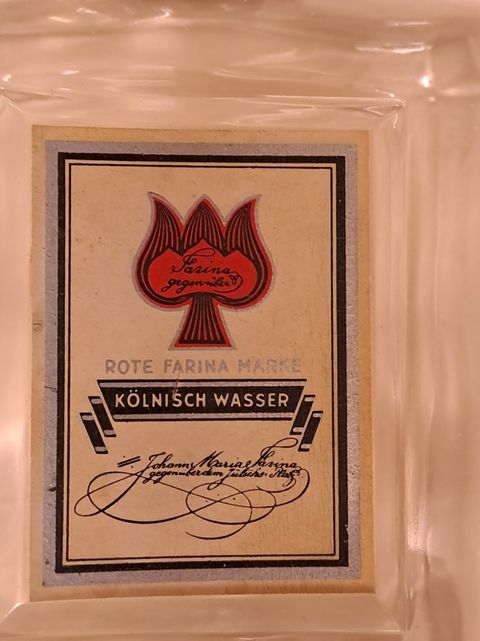 Farina
gegenüber
ROTE FARINA MARKE
KÖLNISCH WASSER
Johann Maria Farina
gegenüber dem Jülichs-Platz